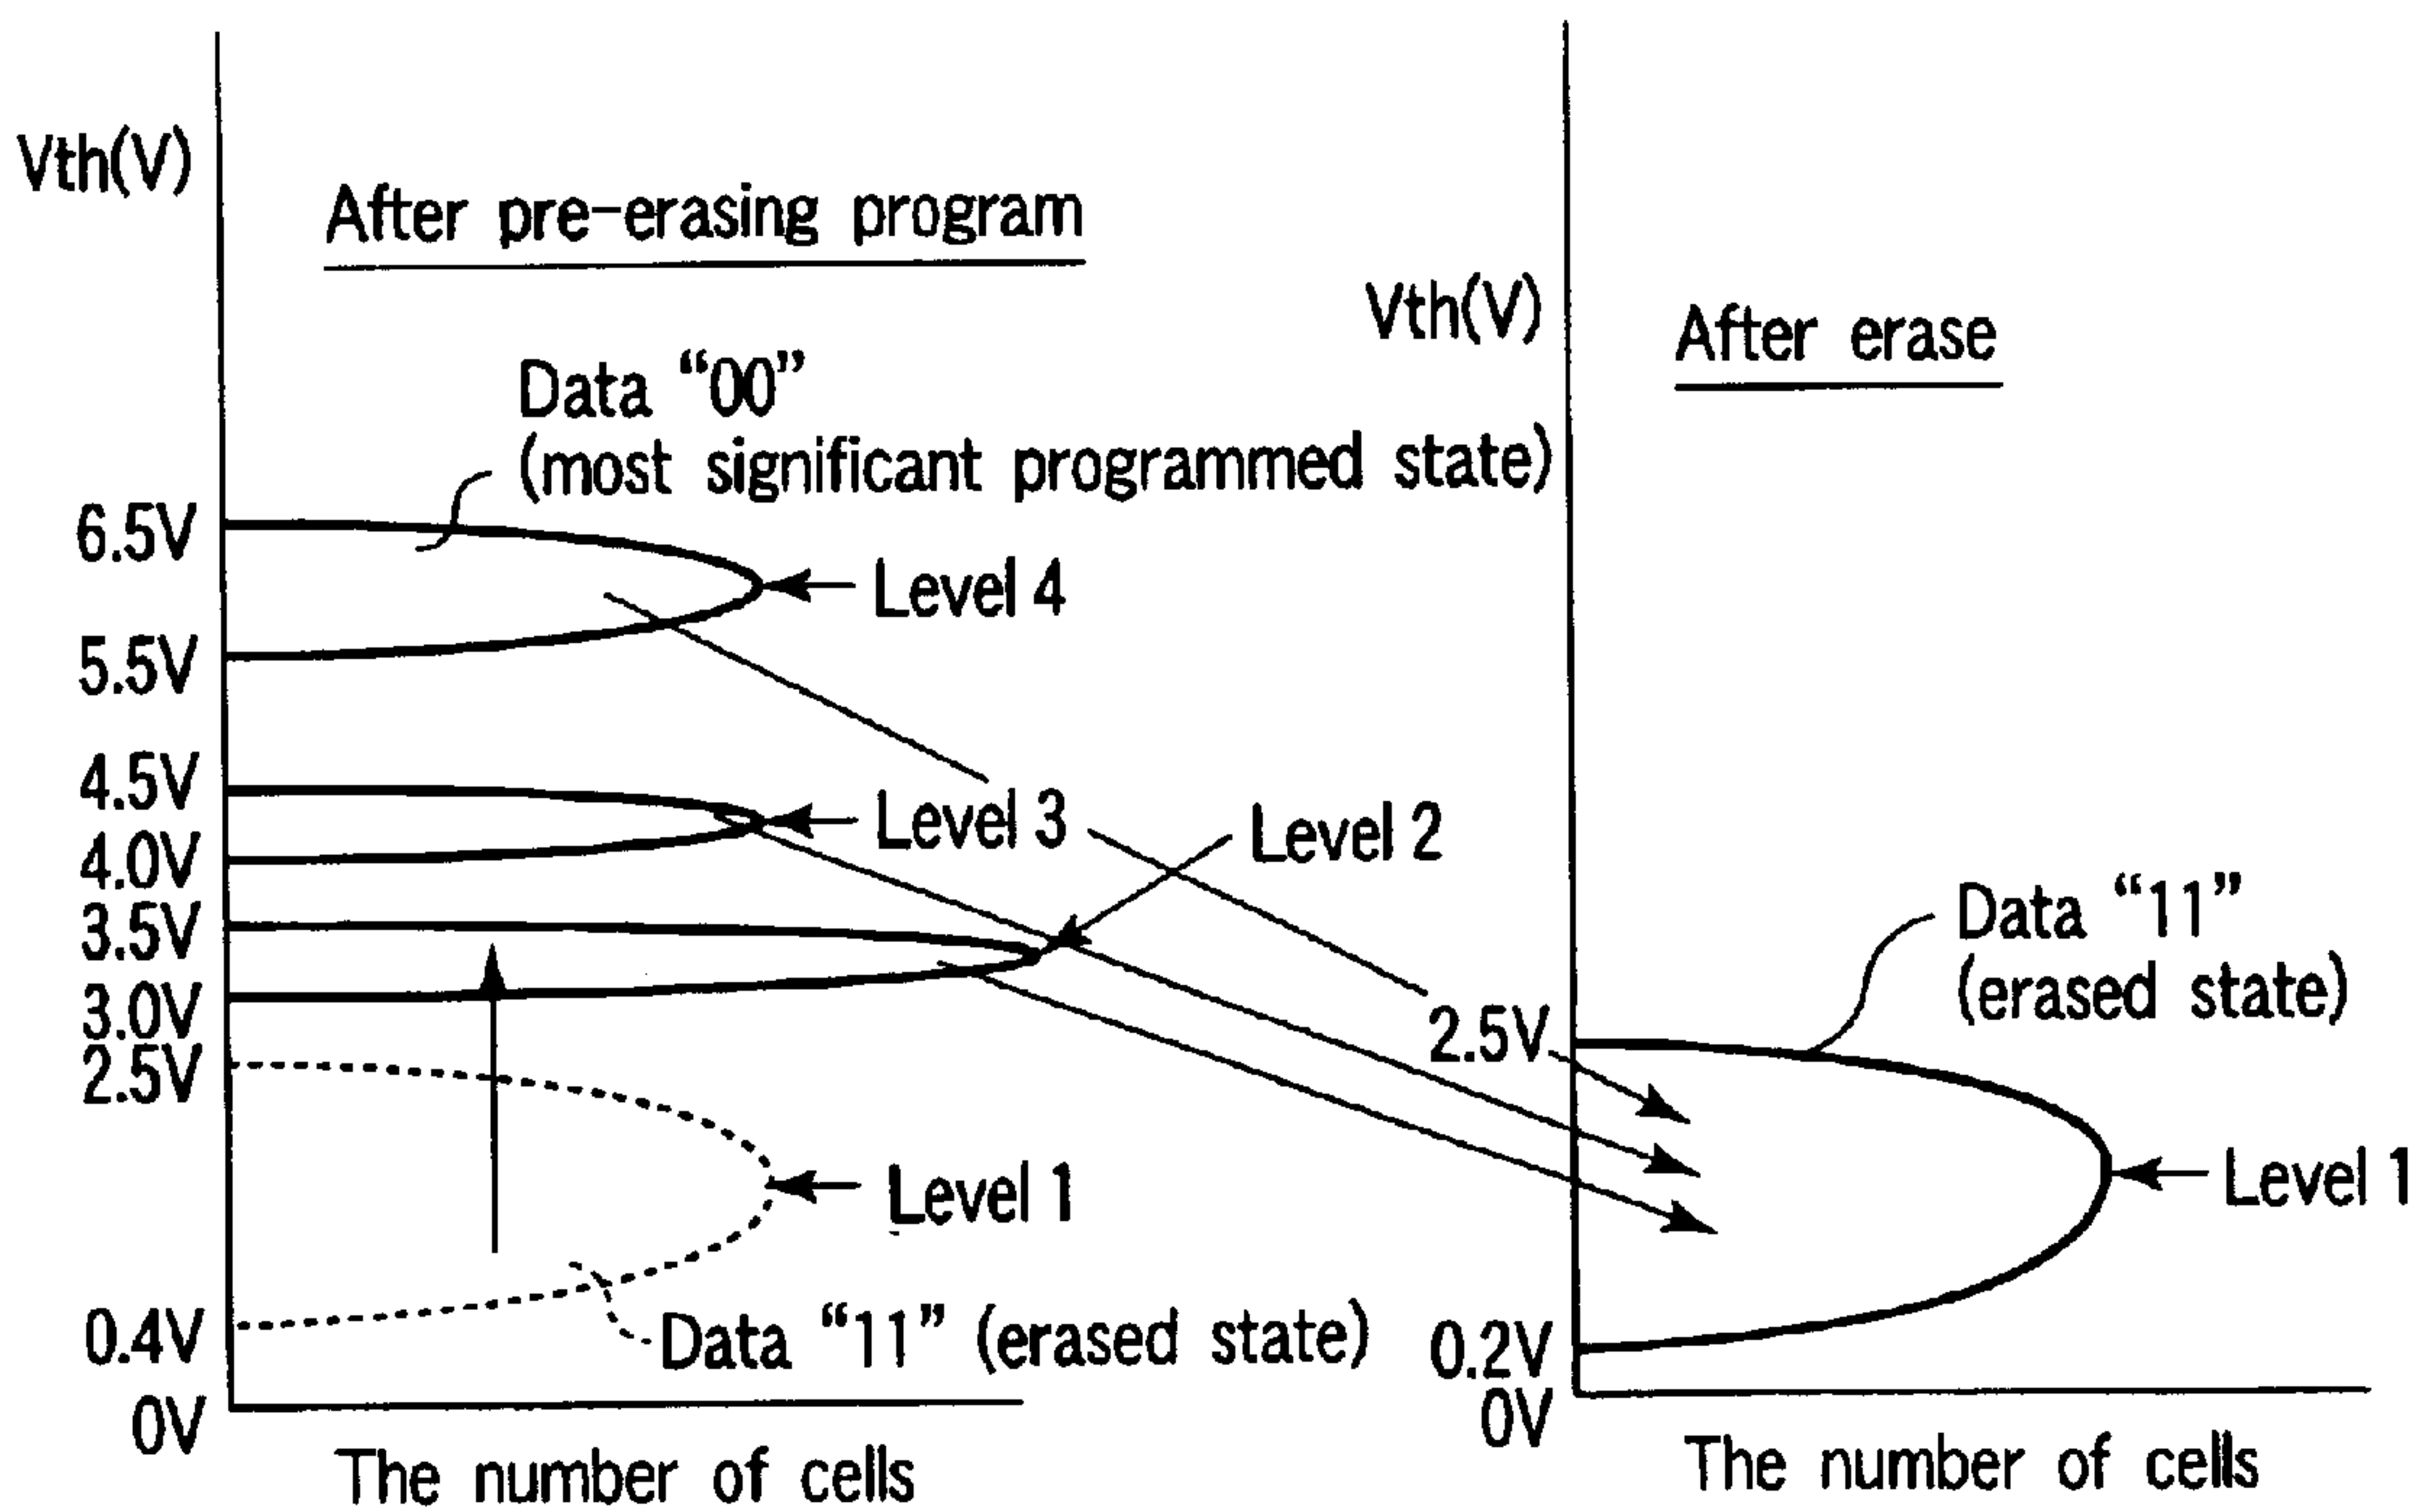 Vth(V)
After pre-erasing program
Data “00”
(most significant programmed state)
6.5V
Level 4
5.5V
4.5V
Level 3
4.0V
Level 2
3.5V
3.0V
2.5V
Level 1
0.4V
Data “11” (erased state)
0V
The number of cells
Vth(V)
After erase
Data “11”
(erased state)
2.5V
Level 1
0.2V
0V
The number of cells